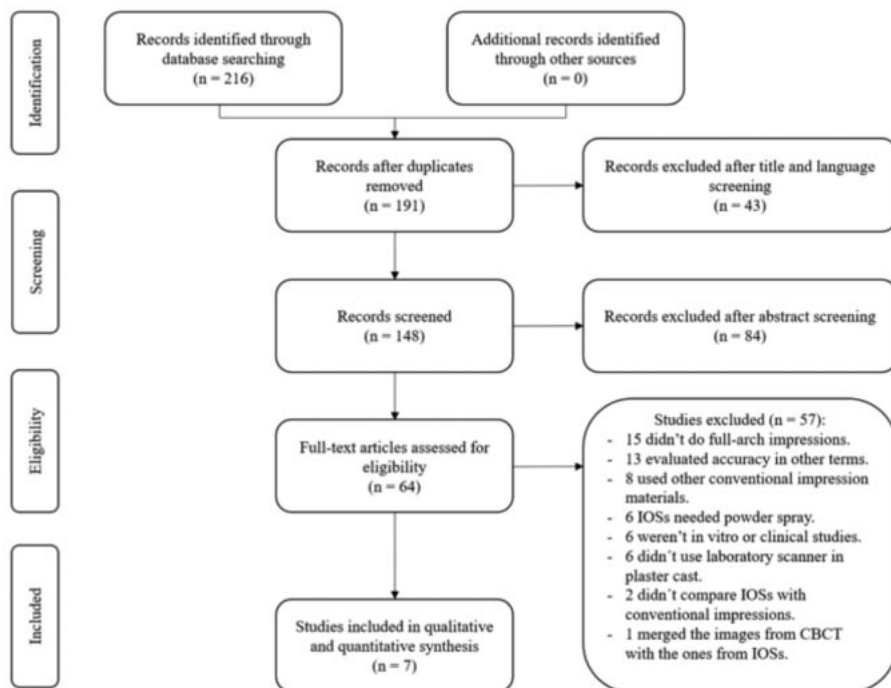 Identification
Records identified through
database searching
(n = 216)
Additional records identified
through other sources
(n = 0)
Records after duplicates
removed
(n = 191)
Records excluded after title and language
screening
(n = 43)
Screening
Records screened
(n = 148)
Records excluded after abstract screening
(n = 84)
Eligibility
Full-text articles assessed for
eligibility
(n = 64)
Studies excluded (n = 57):
- 15 didn’t do full-arch impressions.
- 13 evaluated accuracy in other terms.
- 8 used other conventional impression
materials.
- 6 IOSs needed powder spray.
- 6 weren’t in vitro or clinical studies.
- 6 didn´t use laboratory scanner in
plaster cast.
- 2 didn’t compare IOSs with
conventional impressions.
- 1 merged the images from CBCT
with the ones from IOSs.
Included
Studies included in qualitative
and quantitative synthesis
(n = 7)